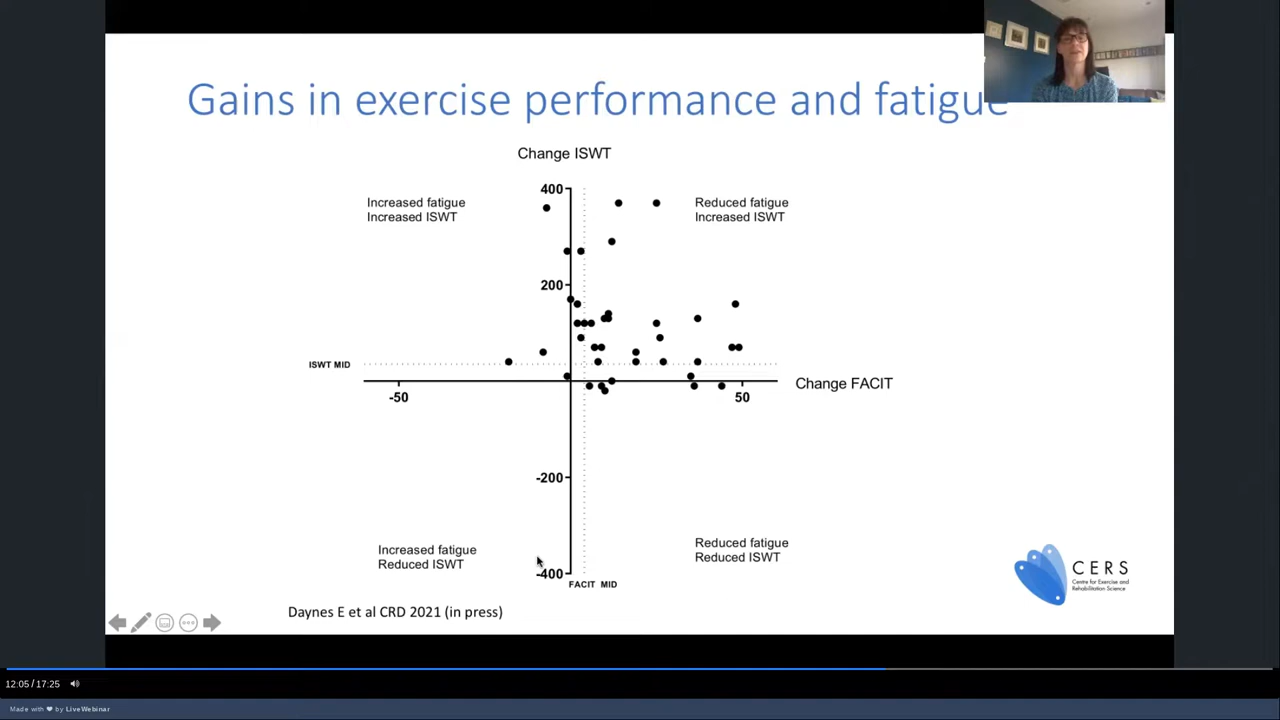 Gains in exercise performance and fatigue
Change ISWT
400
Increased fatigue
Increased ISWT
Reduced fatigue
Increased ISWT
200
ISWT MID
-50
50
Change FACIT
-200
Increased fatigue
Reduced ISWT
Reduced fatigue
Reduced ISWT
-400
FACIT MID
CERS
Centre for Exercise and
Rehabilitation Science
Daynes E et al CRD 2021 (in press)
12:05 / 17:25
Made with ❤ by LiveWebinar